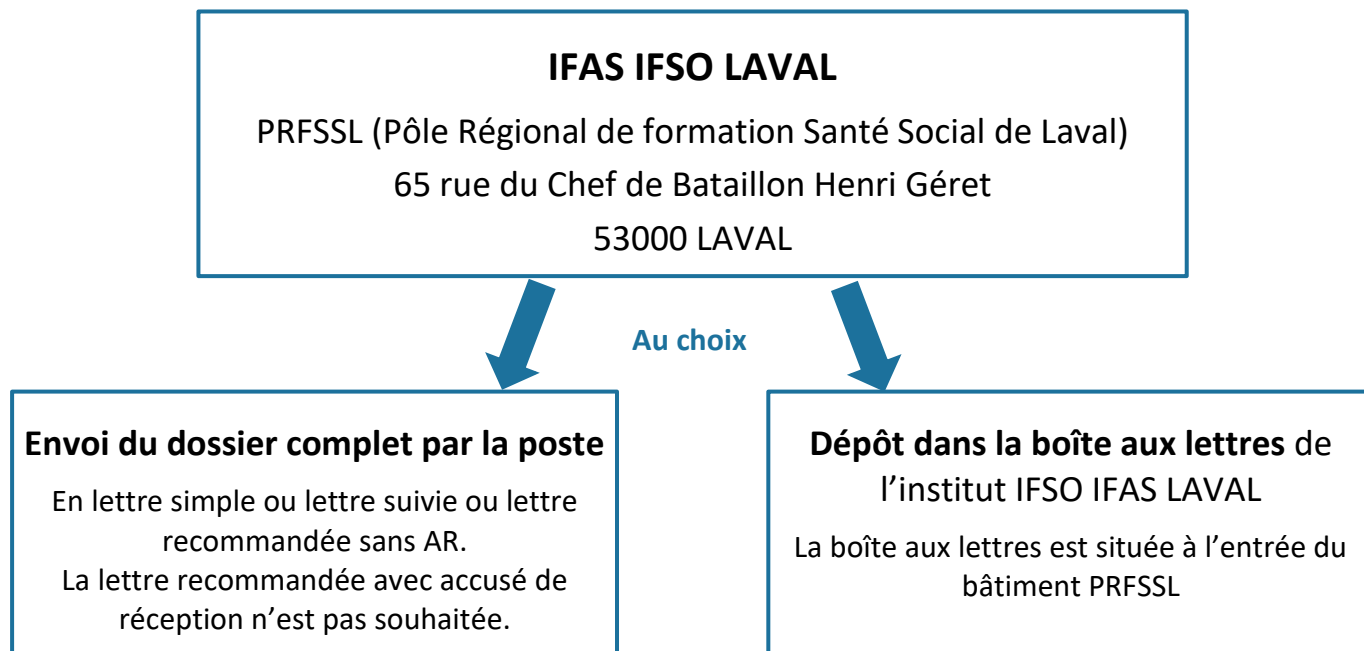 IFAS IFSO LAVAL
PRFSSL (Pôle Régional de formation Santé Social de Laval)
65 rue du Chef de Bataillon Henri Géret
53000 LAVAL
Au choix
Envoi du dossier complet par la poste
En lettre simple ou lettre suivie ou lettre
recommandée sans AR.
La lettre recommandée avec accusé de
réception n’est pas souhaitée.
Dépôt dans la boîte aux lettres de
l’institut IFSO IFAS LAVAL
La boîte aux lettres est située à l’entrée du
bâtiment PRFSSL